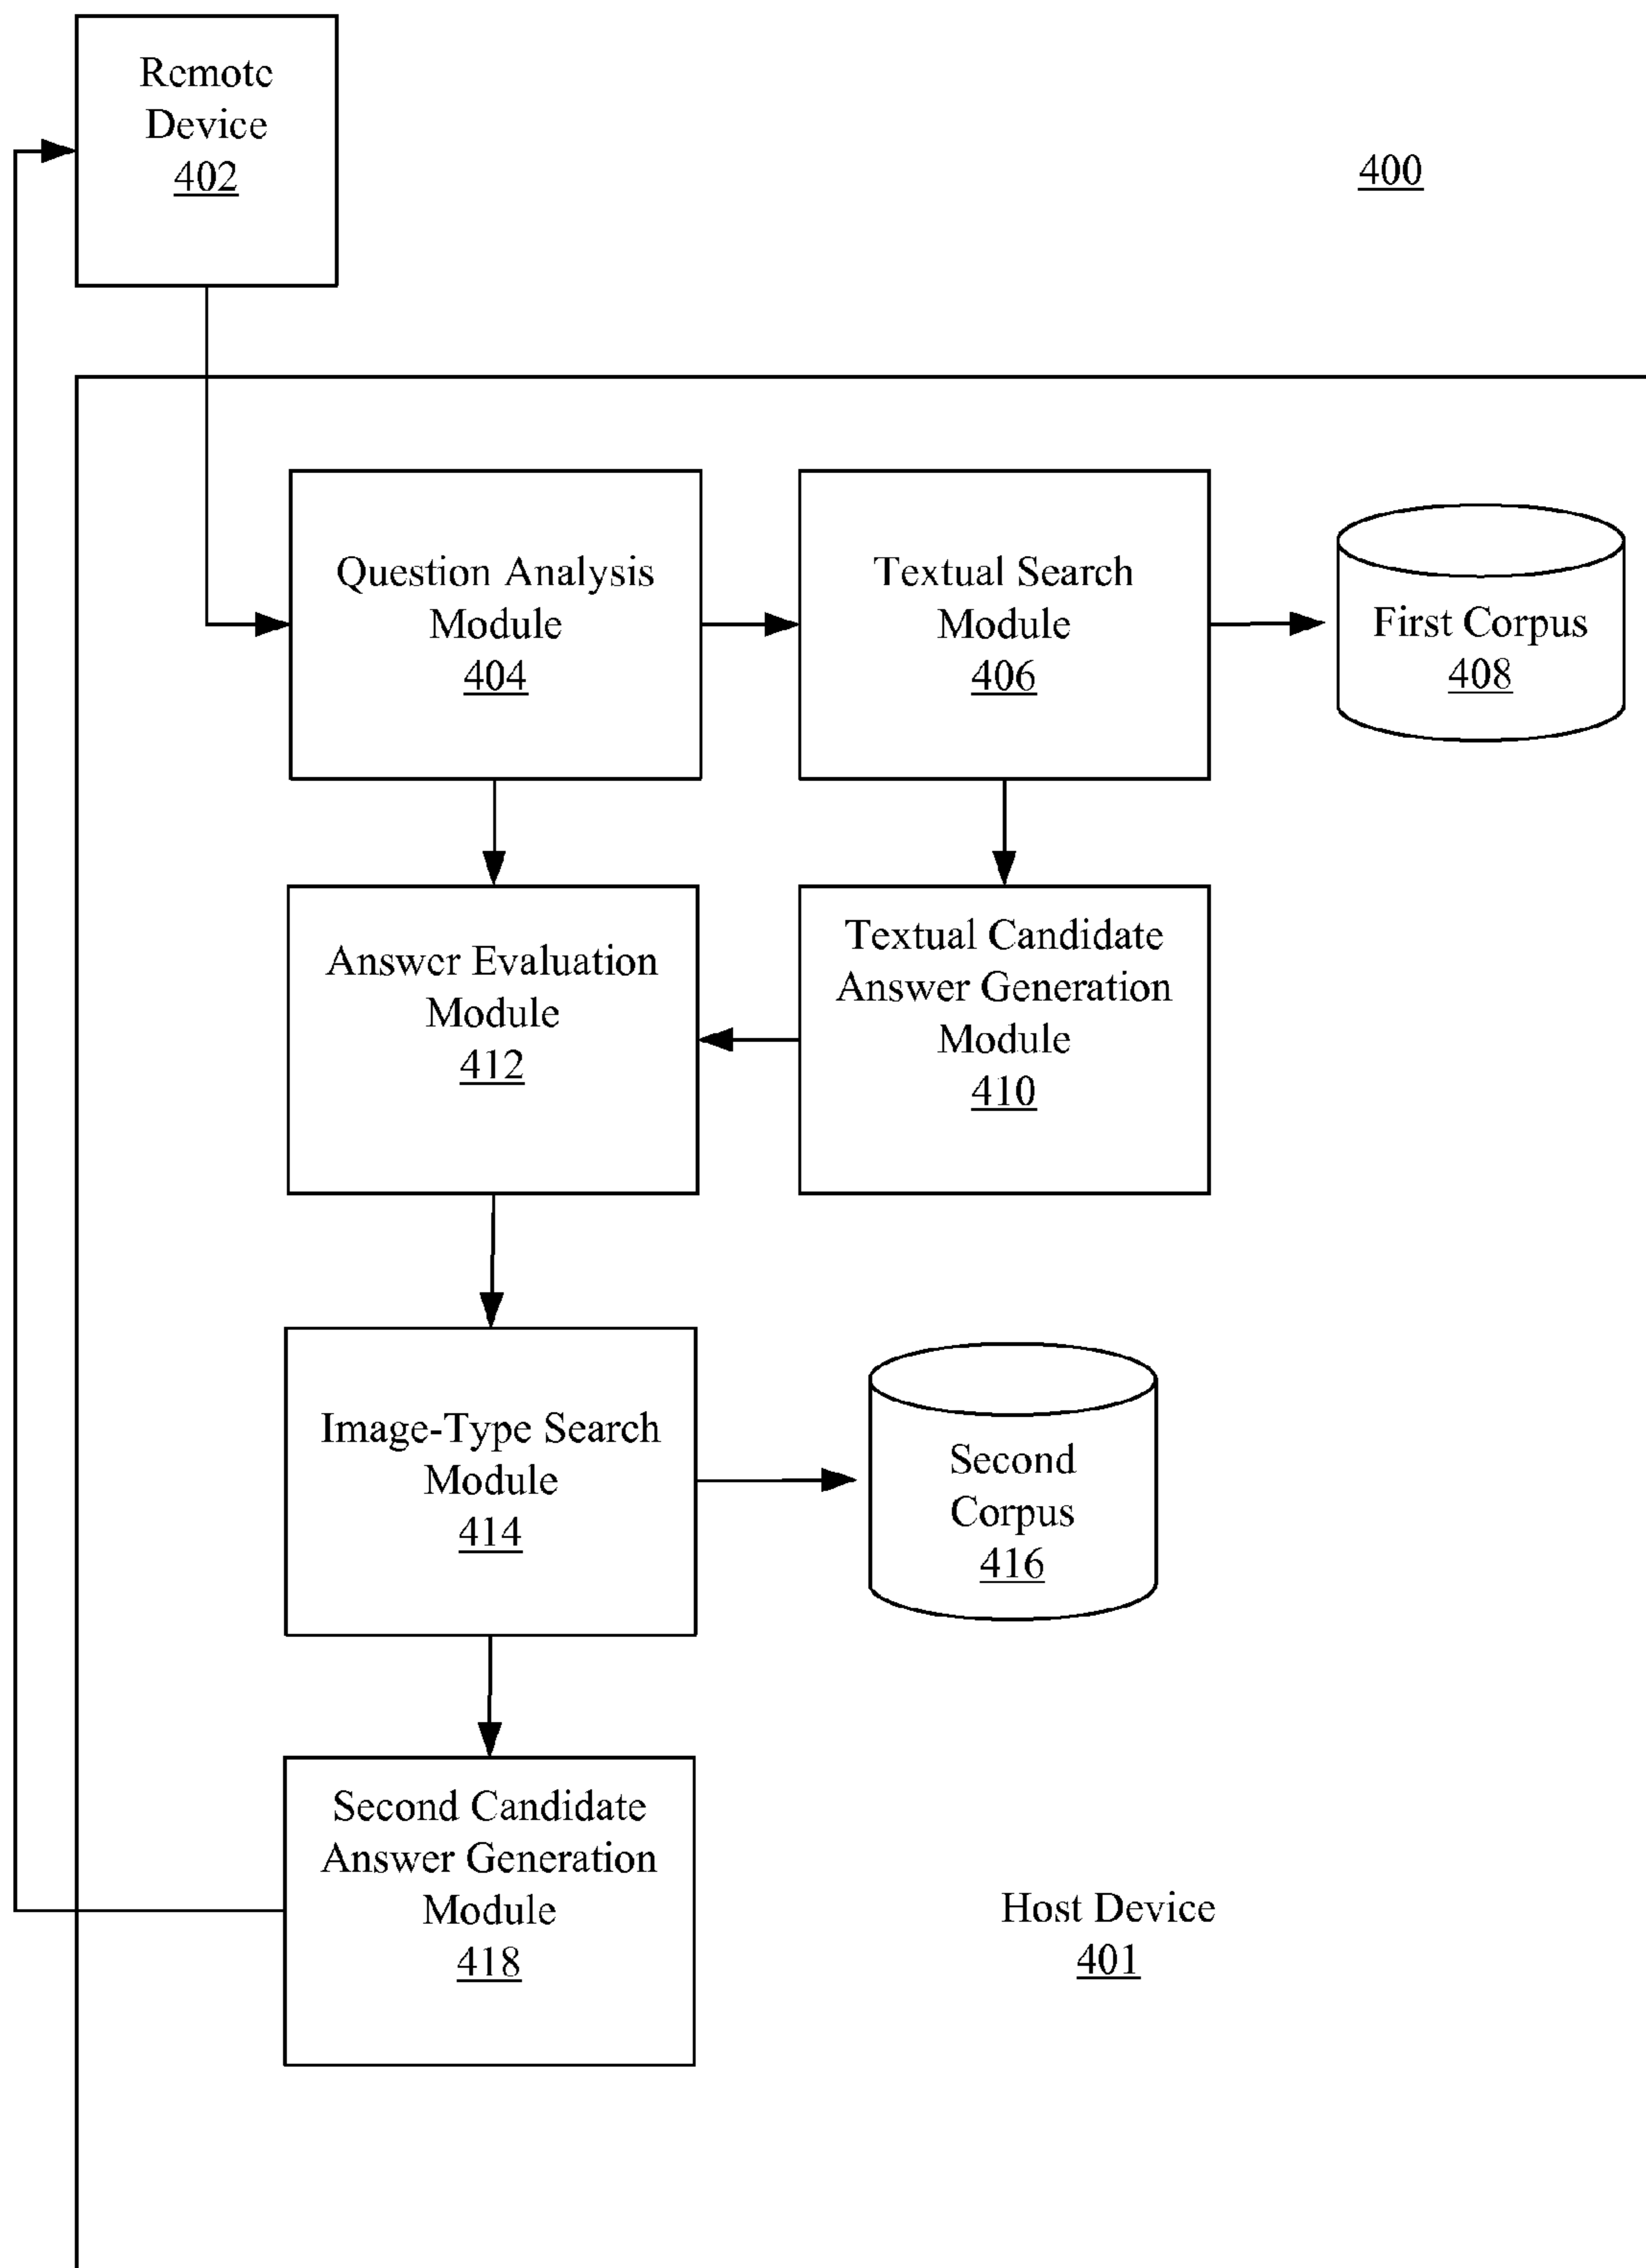 Remote
Device
402
400
Question Analysis
Module
404
Textual Search
Module
406
First Corpus
408
Answer Evaluation
Module
412
Textual Candidate
Answer Generation
Module
410
Image-Type Search
Module
414
Second
Corpus
416
Second Candidate
Answer Generation
Module
418
Host Device
401